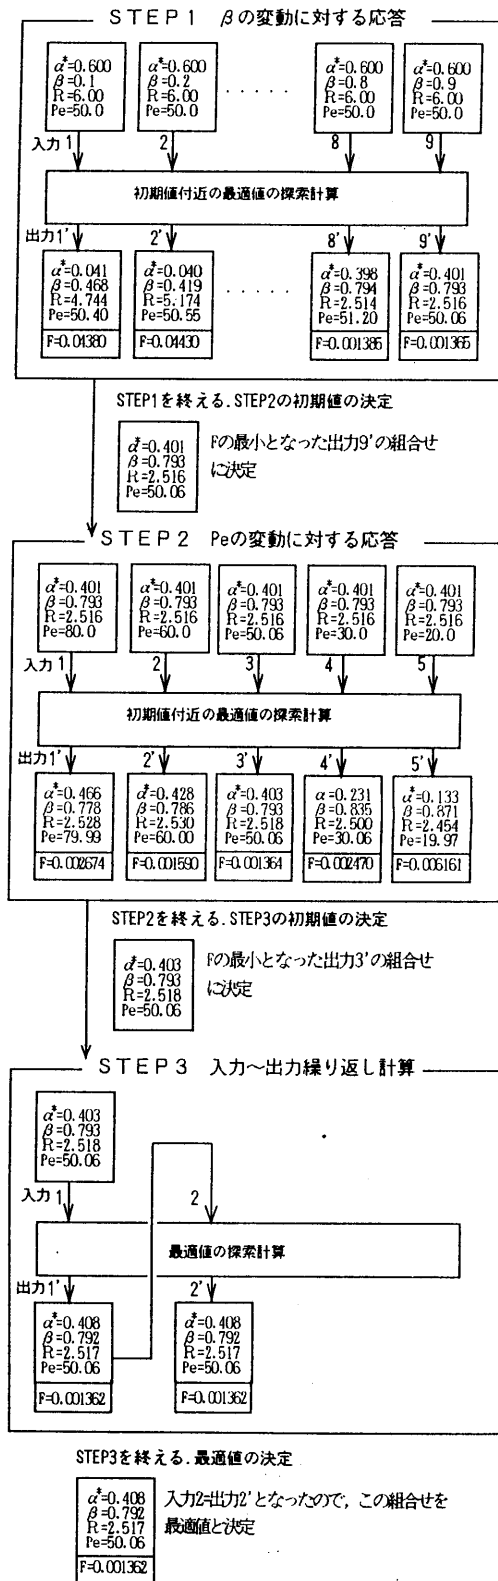 STEP1 βの変動に対する応答
α*=0.600
β=0.1
R=6.00
Pe=50.0
α*=0.600
β=0.2
R=6.00
Pe=50.0
· · · · ·
α*=0.600
β=0.8
R=6.00
Pe=50.0
α*=0.600
β=0.9
R=6.00
Pe=50.0
入力 1 2 8 9
初期値付近の最適値の探索計算
出力1' 2' 8' 9'
α*=0.041
β=0.468
R=4.744
Pe=50.40
F=0.04380
α*=0.040
β=0.419
R=5.174
Pe=50.55
F=0.04430
· · · · ·
α*=0.398
β=0.794
R=2.514
Pe=51.20
F=0.001385
α*=0.401
β=0.793
R=2.516
Pe=50.06
F=0.001365
STEP1を終える.STEP2の初期値の決定
α*=0.401
β=0.793
R=2.516
Pe=50.06
Fの最小となった出力9'の組合せ
に決定
STEP2 Peの変動に対する応答
α*=0.401
β=0.793
R=2.516
Pe=80.0
α*=0.401
β=0.793
R=2.516
Pe=60.0
α*=0.401
β=0.793
R=2.516
Pe=50.06
α*=0.401
β=0.793
R=2.516
Pe=30.0
α*=0.401
β=0.793
R=2.516
Pe=20.0
入力 1 2 3 4 5
初期値付近の最適値の探索計算
出力1' 2' 3' 4' 5'
α*=0.466
β=0.778
R=2.528
Pe=79.99
F=0.002674
α*=0.428
β=0.786
R=2.530
Pe=60.00
F=0.001590
α*=0.403
β=0.793
R=2.518
Pe=50.06
F=0.001364
α=0.231
β=0.835
R=2.500
Pe=30.06
F=0.002470
α*=0.133
β=0.871
R=2.454
Pe=19.97
F=0.006161
STEP2を終える.STEP3の初期値の決定
α*=0.403
β=0.793
R=2.518
Pe=50.06
Fの最小となった出力3'の組合せ
に決定
STEP3 入力～出力繰り返し計算
α*=0.403
β=0.793
R=2.518
Pe=50.06
入力 1 2
最適値の探索計算
出力1' 2'
α*=0.408
β=0.792
R=2.517
Pe=50.06
F=0.001362
α*=0.408
β=0.792
R=2.517
Pe=50.06
F=0.001362
STEP3を終える.最適値の決定
α*=0.408
β=0.792
R=2.517
Pe=50.06
F=0.001362
入力2=出力2'となったので, この組合せを
最適値と決定